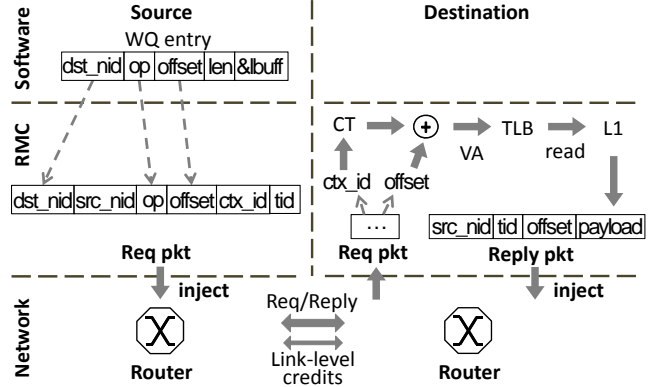 Source
Destination
Software
WQ entry
dst_nid op offset len &lbuff
RMC
CT + TLB L1
VA read
ctx_id offset
dst_nid src_nid op offset ctx_id tid
...
src_nid tid offset payload
Req pkt
Req pkt
Reply pkt
inject
inject
Network
Req/Reply
Link-level
credits
Router
Router